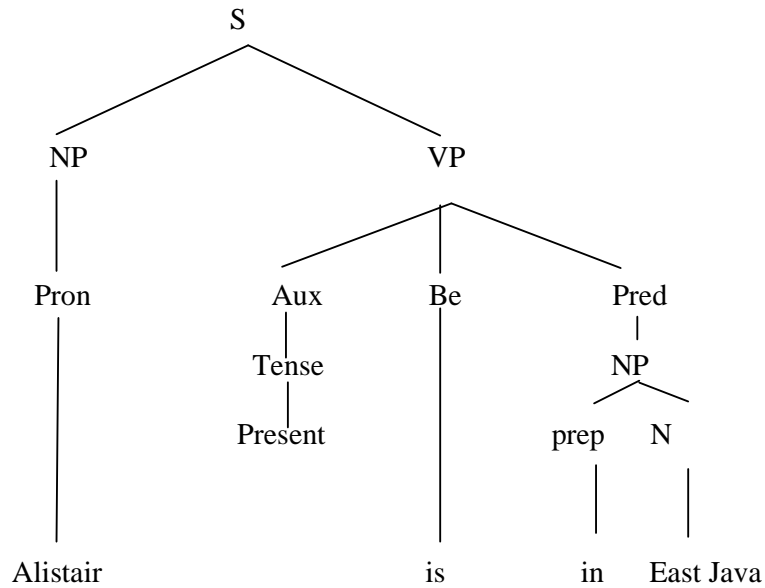 S
NP VP
Pron Aux Be Pred
Tense NP
Present prep N
Alistair is in East Java